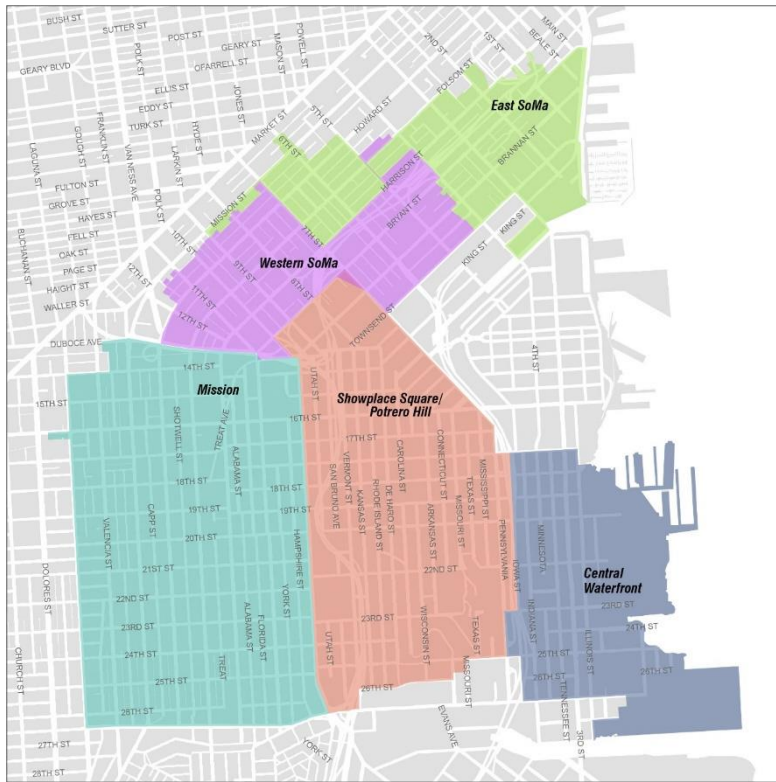 BUSH ST
SUTTER ST
POST ST
GEARY ST
OFARRELL ST
MASON ST
POWELL ST
MAIN ST
BEALE ST
1ST ST
2ND ST
GEARY BLVD
POLK ST
ELLIS ST
EDDY ST
TURK ST
JONES ST
MARKET ST
5TH ST
HOWARD ST
FOLSOM ST
East SoMa
BRANNAN ST
FRANKLIN ST
GOUGH ST
VAN NESS AVE
LARKIN ST
HYDE ST
6TH ST
LAGUNA ST
FULTON ST
GROVE ST
HAYES ST
FELL ST
OAK ST
PAGE ST
HAIGHT ST
WALLER ST
BUCHANAN ST
POLK ST
MISSION ST
HARRISON ST
BRYANT ST
7TH ST
KING ST
KING ST
10TH ST
12TH ST
Western SoMa
9TH ST
8TH ST
11TH ST
12TH ST
TOWNSEND ST
DUBOCE AVE
4TH ST
14TH ST
15TH ST
Mission
UTAH ST
Showplace Square/
Potrero Hill
16TH ST
17TH ST
SHOTWELL ST
TREAT AVE
ALABAMA ST
VERMONT ST
SAN BRUNO AVE
KANSAS ST
RHODE ISLAND ST
DE HARO ST
CAROLINA ST
CONNECTICUT ST
ARKANSAS ST
MISSOURI ST
TEXAS ST
MISSISSIPPI ST
PENNSYLVANIA
18TH ST
18TH ST
19TH ST
19TH ST
20TH ST
CAPP ST
VALENCIA ST
HAMPSHIRE ST
MINNESOTA
IOWA ST
21ST ST
22ND ST
22ND ST
Central
Waterfront
DOLORES ST
YORK ST
23RD ST
23RD ST
23RD ST
24TH ST
24TH ST
ALABAMA ST
FLORIDA ST
UTAH ST
WISCONSIN ST
TEXAS ST
INDIANA ST
ILLINOIS ST
CHURCH ST
TREAT
25TH ST
25TH ST
MISSOURI ST
26TH ST
26TH ST
26TH ST
26TH ST
TENNESSEE ST
3RD ST
EVANS AVE
YORK ST
27TH ST
28TH ST